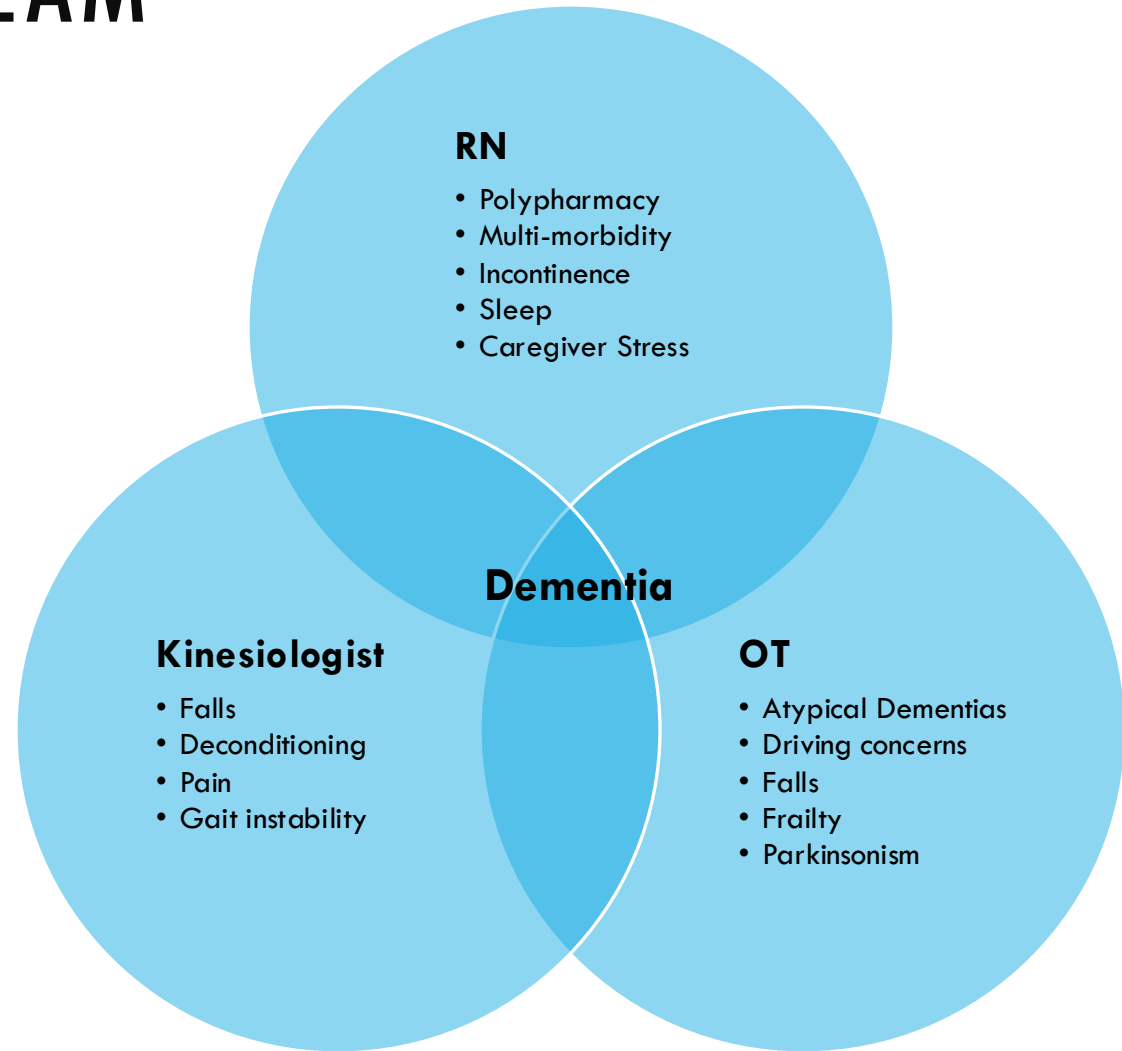 RN
• Polypharmacy
• Multi-morbidity
• Incontinence
• Sleep
• Caregiver Stress
Dementia
Kinesiologist
• Falls
• Deconditioning
• Pain
• Gait instability
OT
• Atypical Dementias
• Driving concerns
• Falls
• Frailty
• Parkinsonism